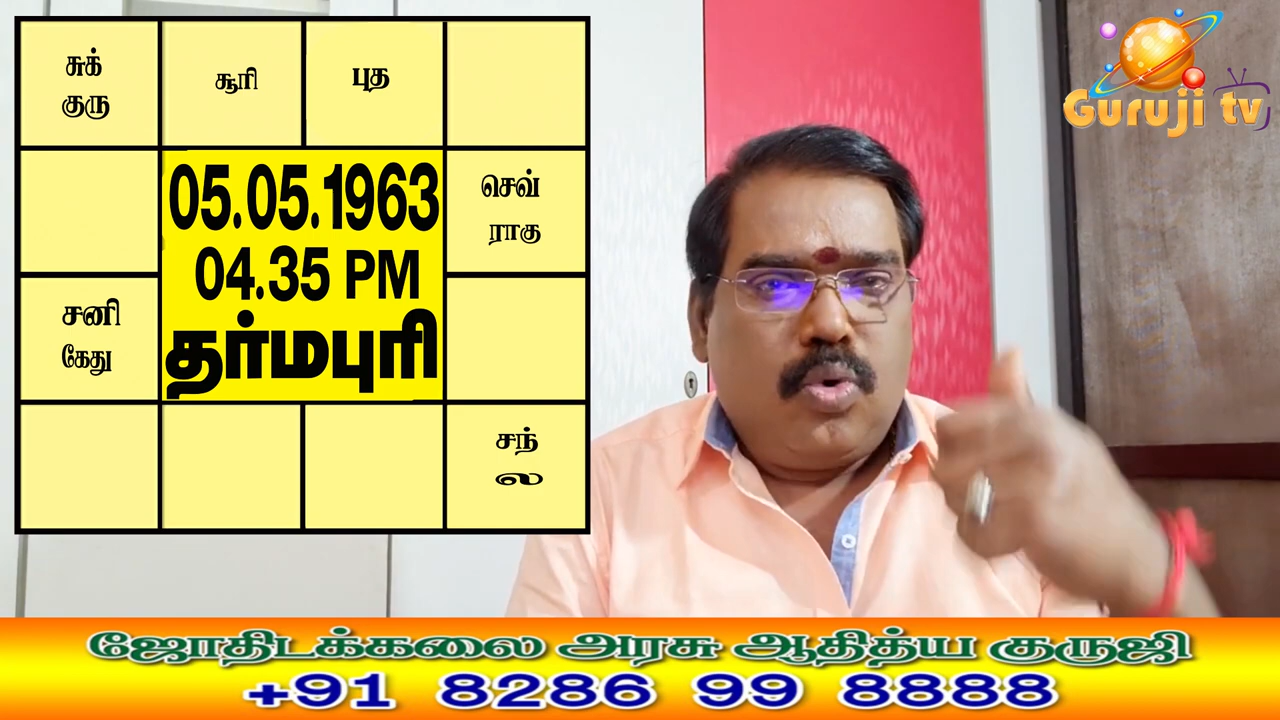 சுக்
குரு
சூரி
புத
செவ்
ராகு
சனி
கேது
சந்
ல
05.05.1963
04.35 PM
தர்மபுரி
Guruji tv
ஜோதிடக்கலை அரசு ஆதித்ய குருஜி
+91 8286 99 8888